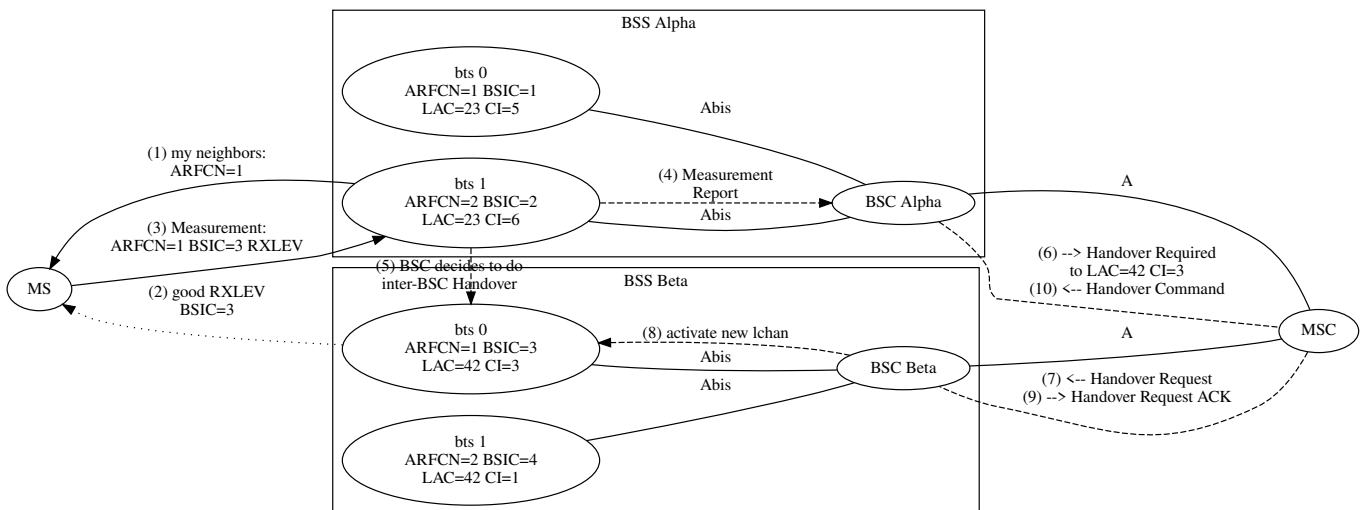 BSS Alpha
bts 0
ARFCN=1 BSIC=1
LAC=23 CI=5
Abis
(1) my neighbors:
ARFCN=1
bts 1
ARFCN=2 BSIC=2
LAC=23 CI=6
(4) Measurement
Report
Abis
BSC Alpha
A
(3) Measurement:
ARFCN=1 BSIC=3 RXLEV
(6) --> Handover Required
to LAC=42 CI=3
(10) <-- Handover Command
(5) BSC decides to do
inter-BSC Handover
BSS Beta
MS
(2) good RXLEV
BSIC=3
bts 0
ARFCN=1 BSIC=3
LAC=42 CI=3
(8) activate new lchan
Abis
Abis
BSC Beta
A
MSC
(7) <-- Handover Request
(9) --> Handover Request ACK
bts 1
ARFCN=2 BSIC=4
LAC=42 CI=1